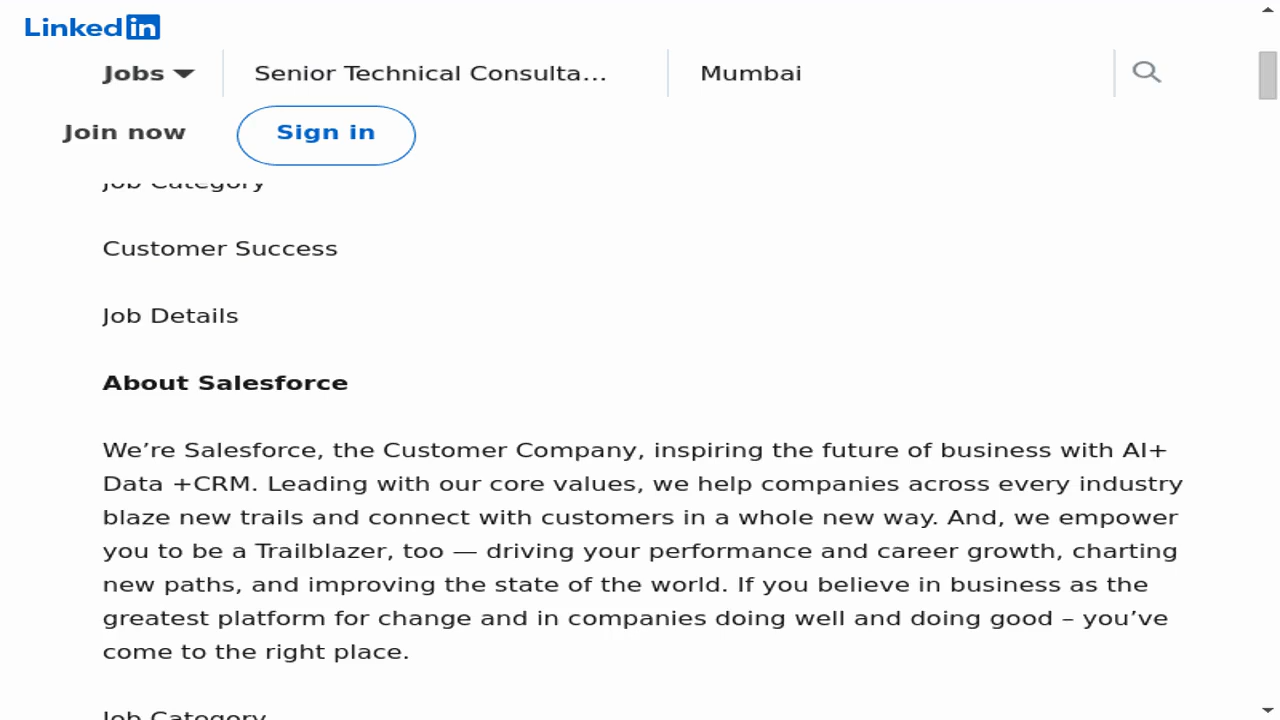 LinkedIn
Jobs Senior Technical Consulta... Mumbai
Join now Sign in
Job Category
Customer Success
Job Details
About Salesforce
We’re Salesforce, the Customer Company, inspiring the future of business with AI+
Data +CRM. Leading with our core values, we help companies across every industry
blaze new trails and connect with customers in a whole new way. And, we empower
you to be a Trailblazer, too — driving your performance and career growth, charting
new paths, and improving the state of the world. If you believe in business as the
greatest platform for change and in companies doing well and doing good – you’ve
come to the right place.
Job Category